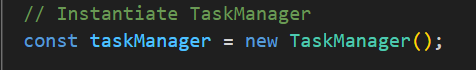 // Instantiate TaskManager
const taskManager = new TaskManager();